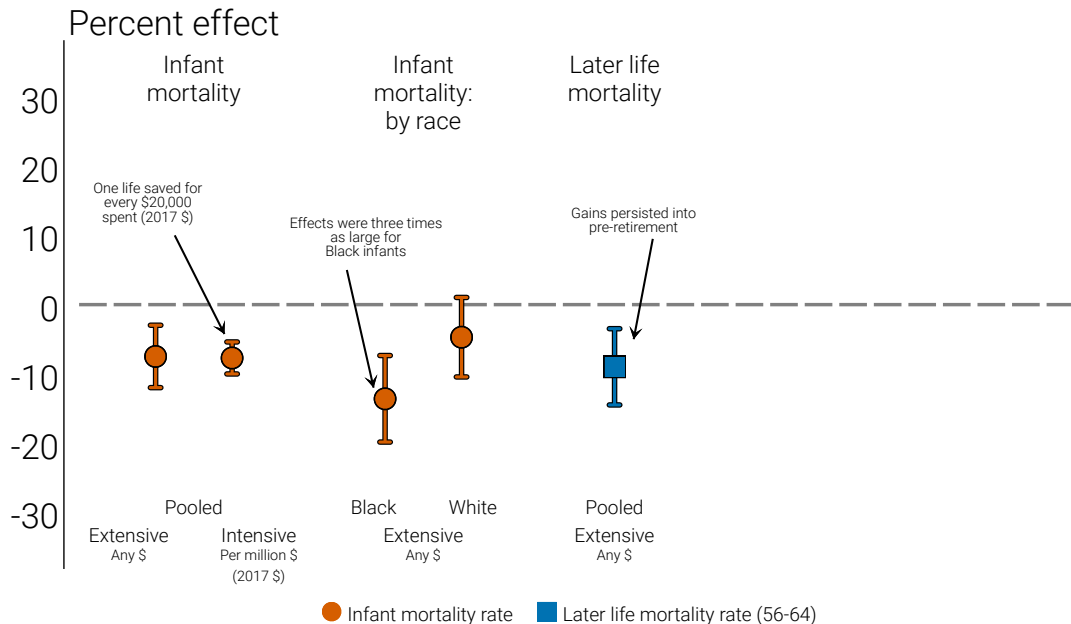 Percent effect
Infant
mortality
Infant
mortality:
by race
Later life
mortality
30
20
10
0
-10
-20
-30
One life saved for
every $20,000
spent (2017 $)
Effects were three times
as large for
Black infants
Gains persisted into
pre-retirement
Pooled
Black
White
Pooled
Extensive
Any $
Intensive
Per million $
(2017 $)
Extensive
Any $
Extensive
Any $
Infant mortality rate
Later life mortality rate (56-64)